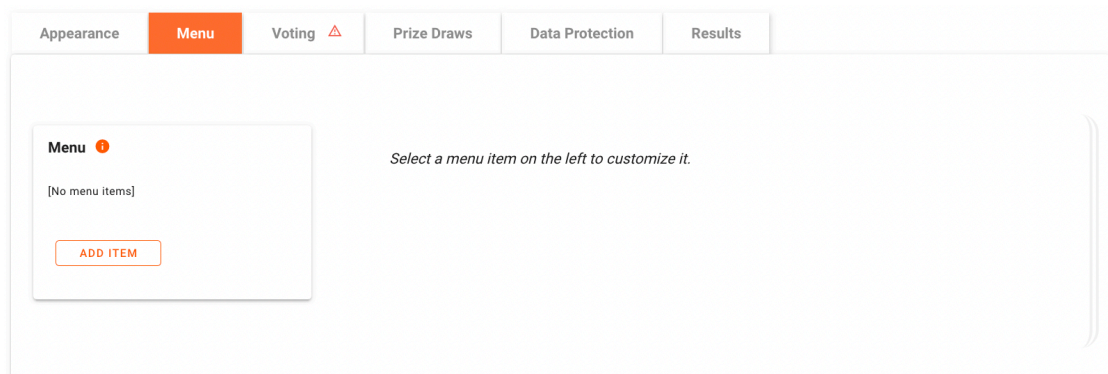 Appearance Menu Voting Prize Draws Data Protection Results
Menu
Select a menu item on the left to customize it.
[No menu items]
ADD ITEM